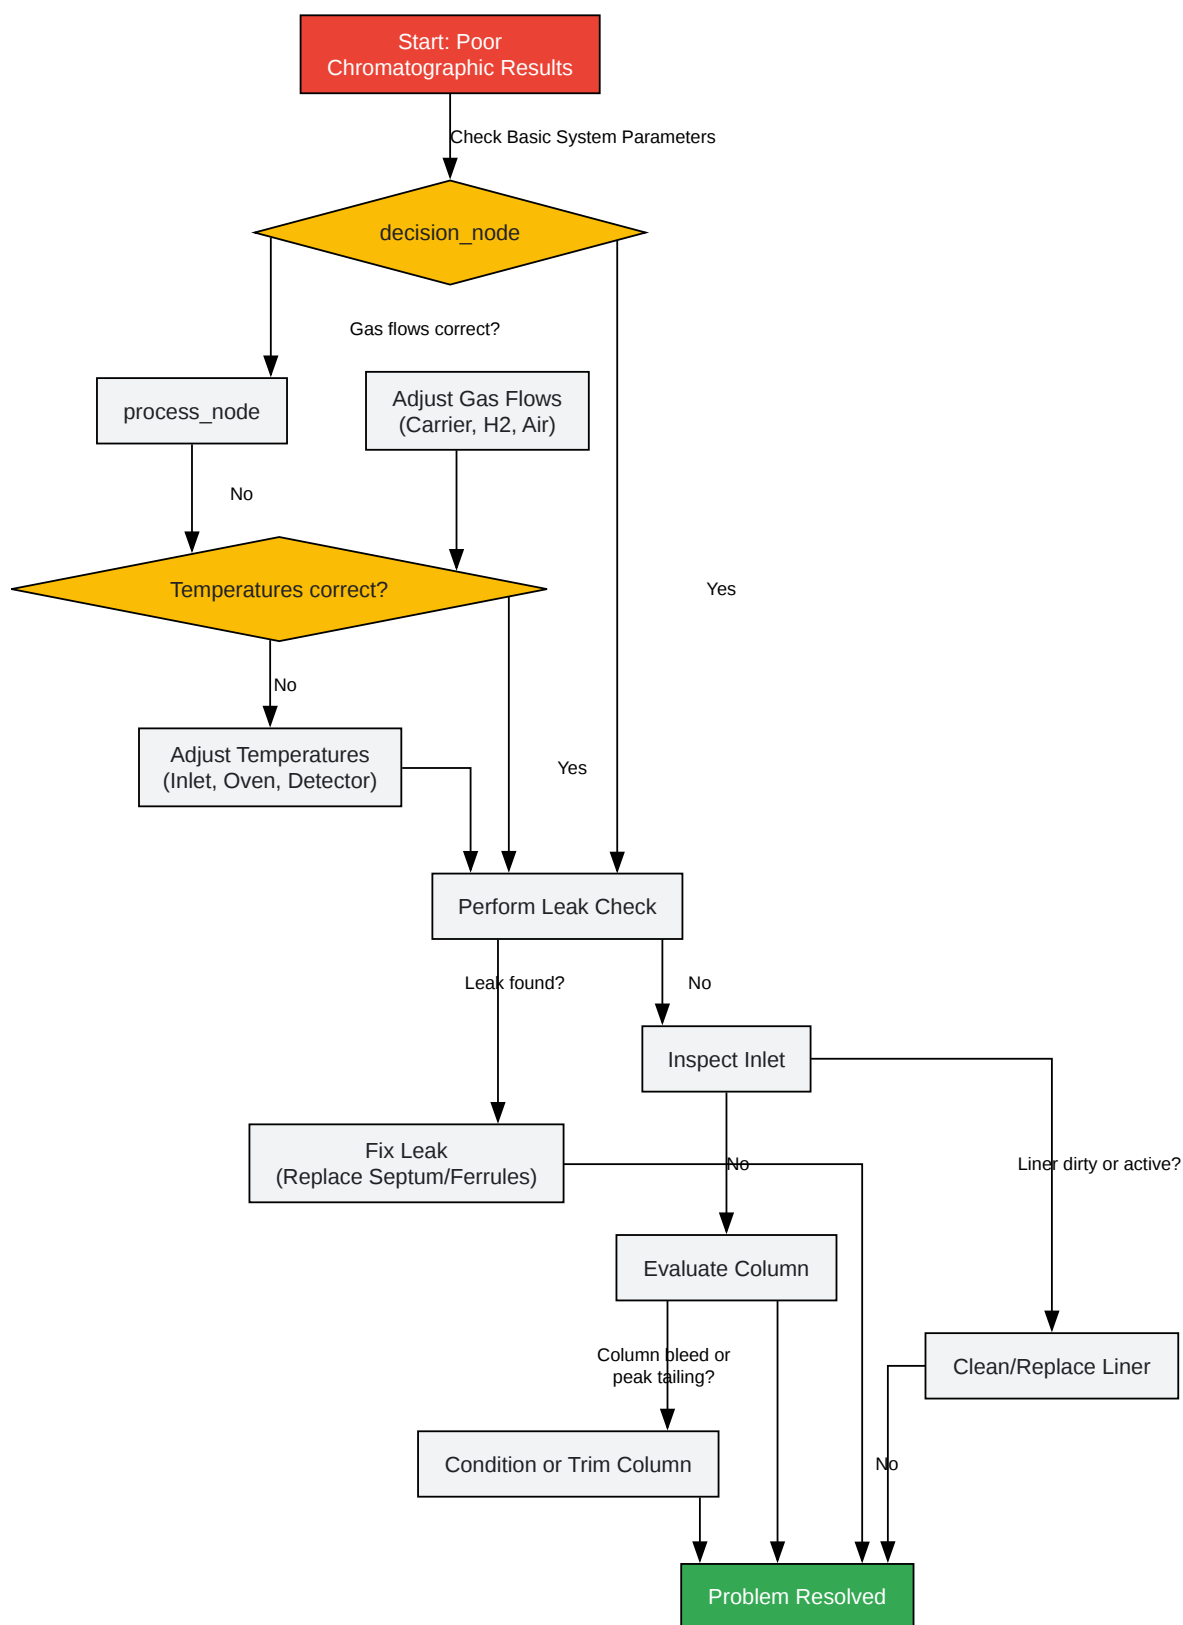 Start: Poor
Chromatographic Results
Check Basic System Parameters
decision_node
Gas flows correct?
process_node
Adjust Gas Flows
(Carrier, H2, Air)
No
Temperatures correct?
Yes
No
Adjust Temperatures
(Inlet, Oven, Detector)
Yes
Perform Leak Check
Leak found?
No
Inspect Inlet
Fix Leak
(Replace Septum/Ferrules)
No
Liner dirty or active?
Evaluate Column
Column bleed or
peak tailing?
Clean/Replace Liner
Condition or Trim Column
No
Problem Resolved